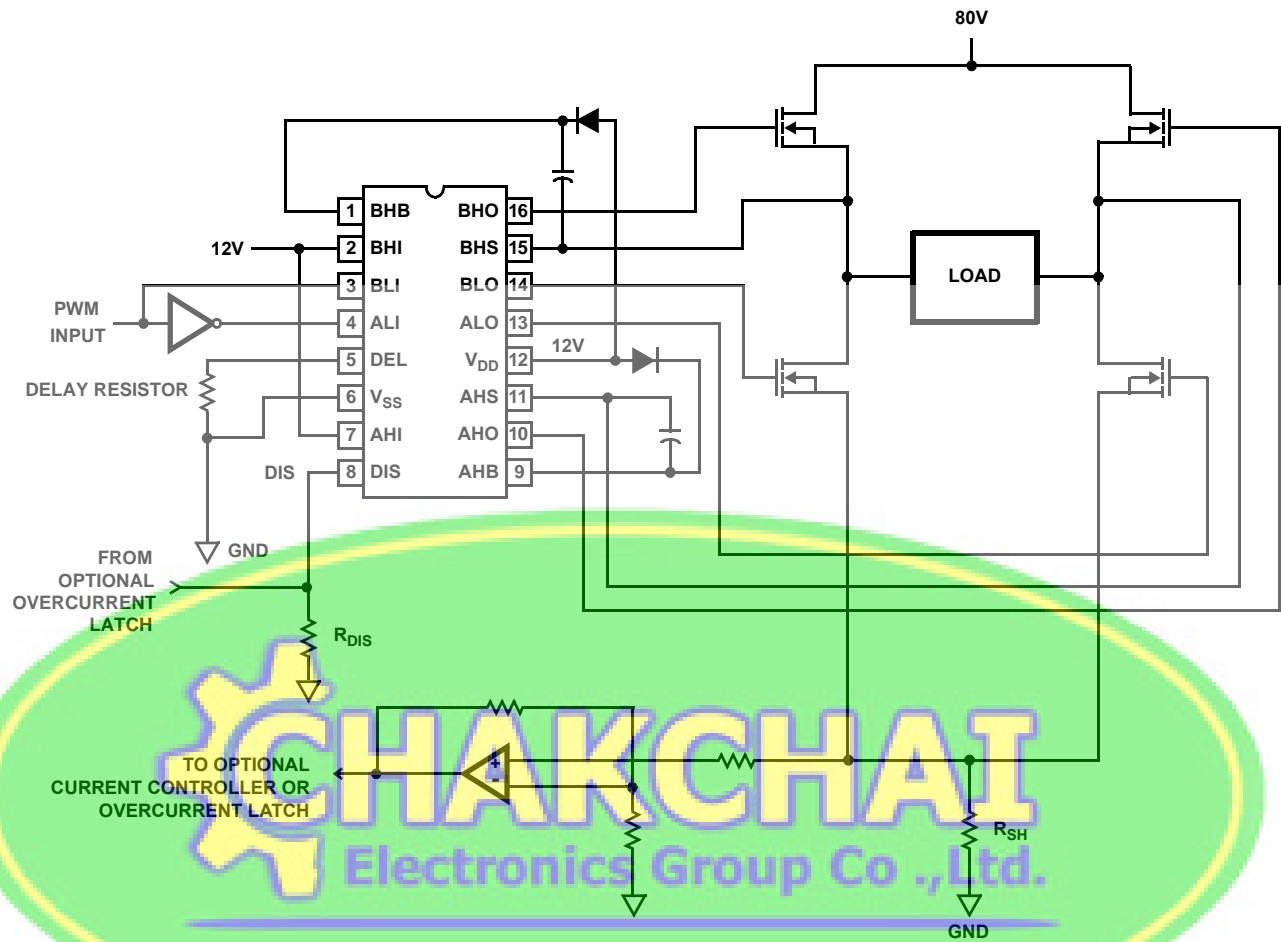 80V
1 BHB BHO 16
12V 2 BHI BHS 15
3 BLI BLO 14
LOAD
PWM
INPUT
4 ALI ALO 13
12V
5 DEL VDD 12
DELAY RESISTOR
6 VSS AHS 11
7 AHI AHO 10
DIS 8 DIS AHB 9
GND
FROM
OPTIONAL
OVERCURRENT
LATCH
RDIS
CHAKCHAI
TO OPTIONAL
CURRENT CONTROLLER OR
OVERCURRENT LATCH
+
-
RSH
Electronics Group Co .,Ltd.
GND